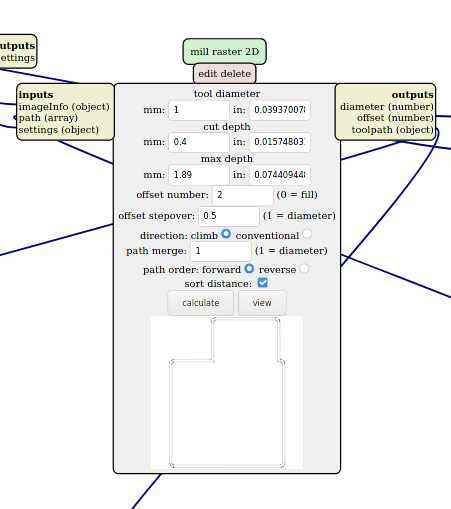 utputs
ettings
mill raster 2D
edit delete
inputs
imageInfo (object)
path (array)
settings (object)
outputs
diameter (number)
offset (number)
toolpath (object)
tool diameter
mm: 1 in: 0.039370078
cut depth
mm: 0.4 in: 0.01574803
max depth
mm: 1.89 in: 0.07440944
offset number: 2 (0 = fill)
offset stepover: 0.5 (1 = diameter)
direction: climb conventional
path merge: 1 (1 = diameter)
path order: forward reverse
sort distance:
calculate view